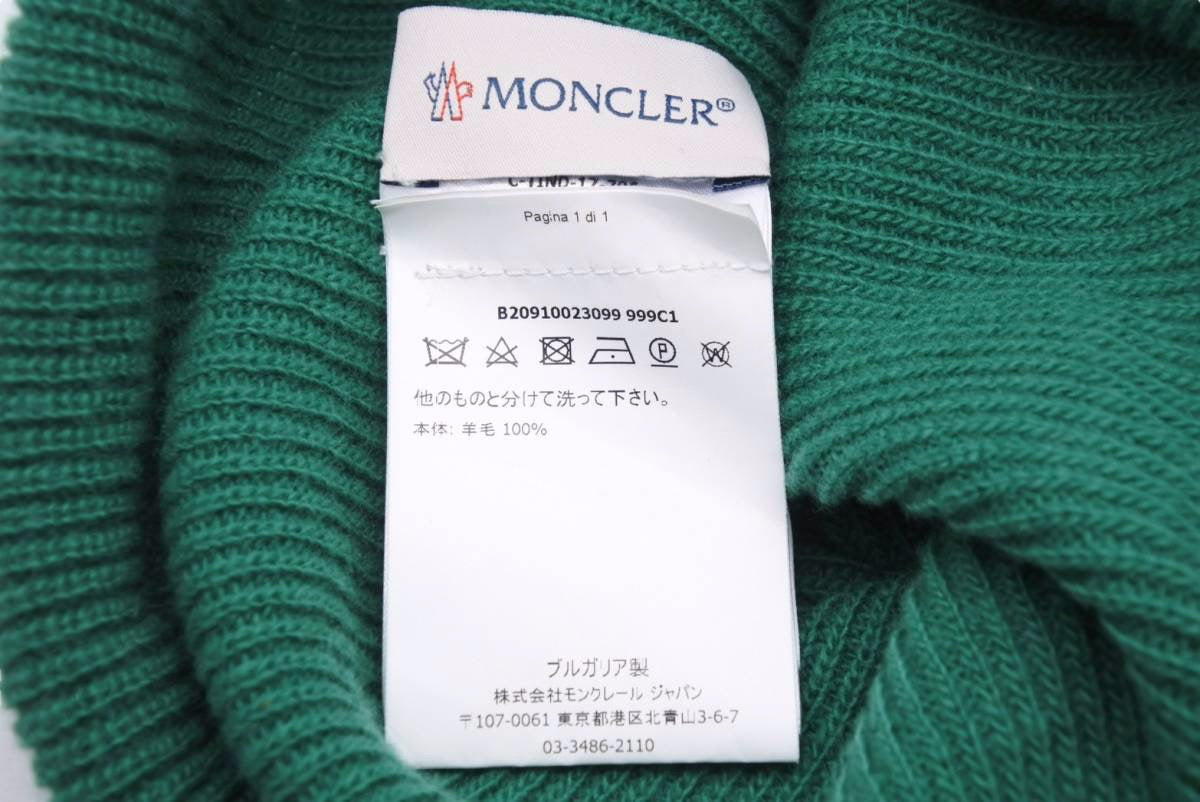 MONCLER®
Pagina 1 di 1
B20910023099 999C1
P
W
他のものと分けて洗って下さい。
本体: 羊毛 100%
ブルガリア製
株式会社モンクレール ジャパン
〒107-0061 東京都港区北青山3-6-7
03-3486-2110